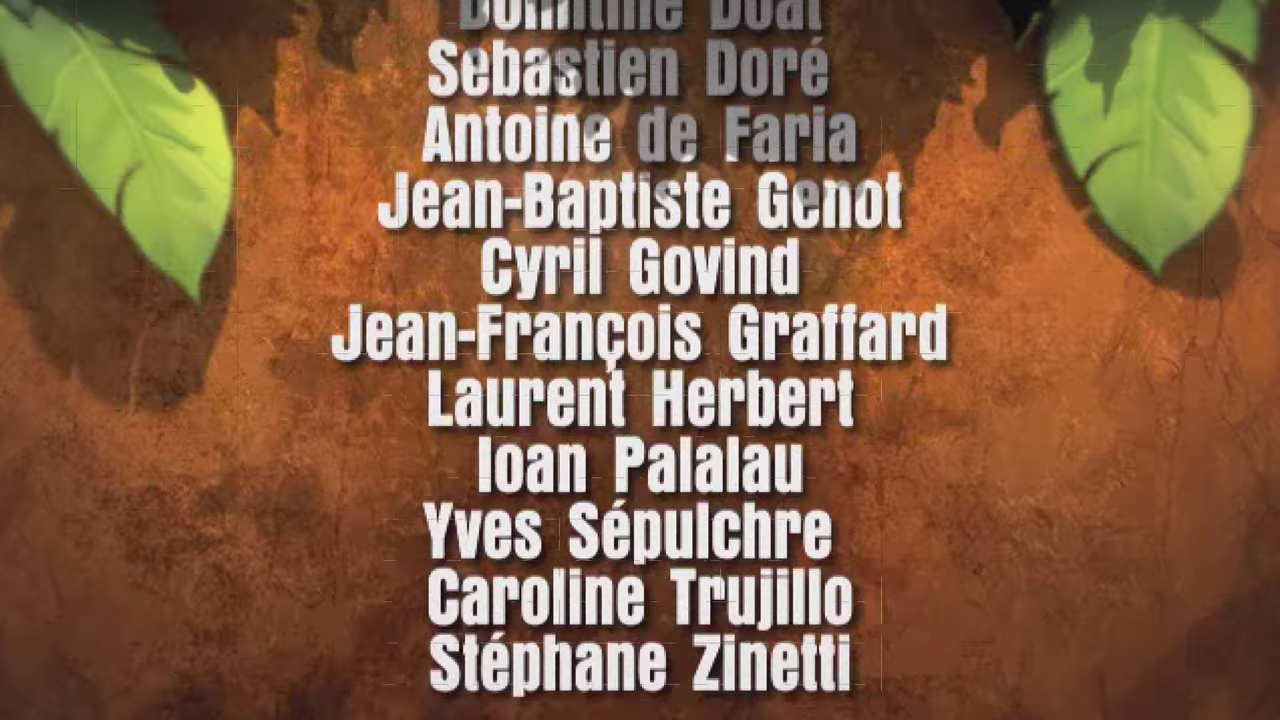 Sebastien Doré
Antoine de Faria
Jean-Baptiste Genot
Cyril Govind
Jean-François Graffard
Laurent Herbert
Ioan Palalau
Yves Sépulchre
Caroline Trujillo
Stéphane Zinetti